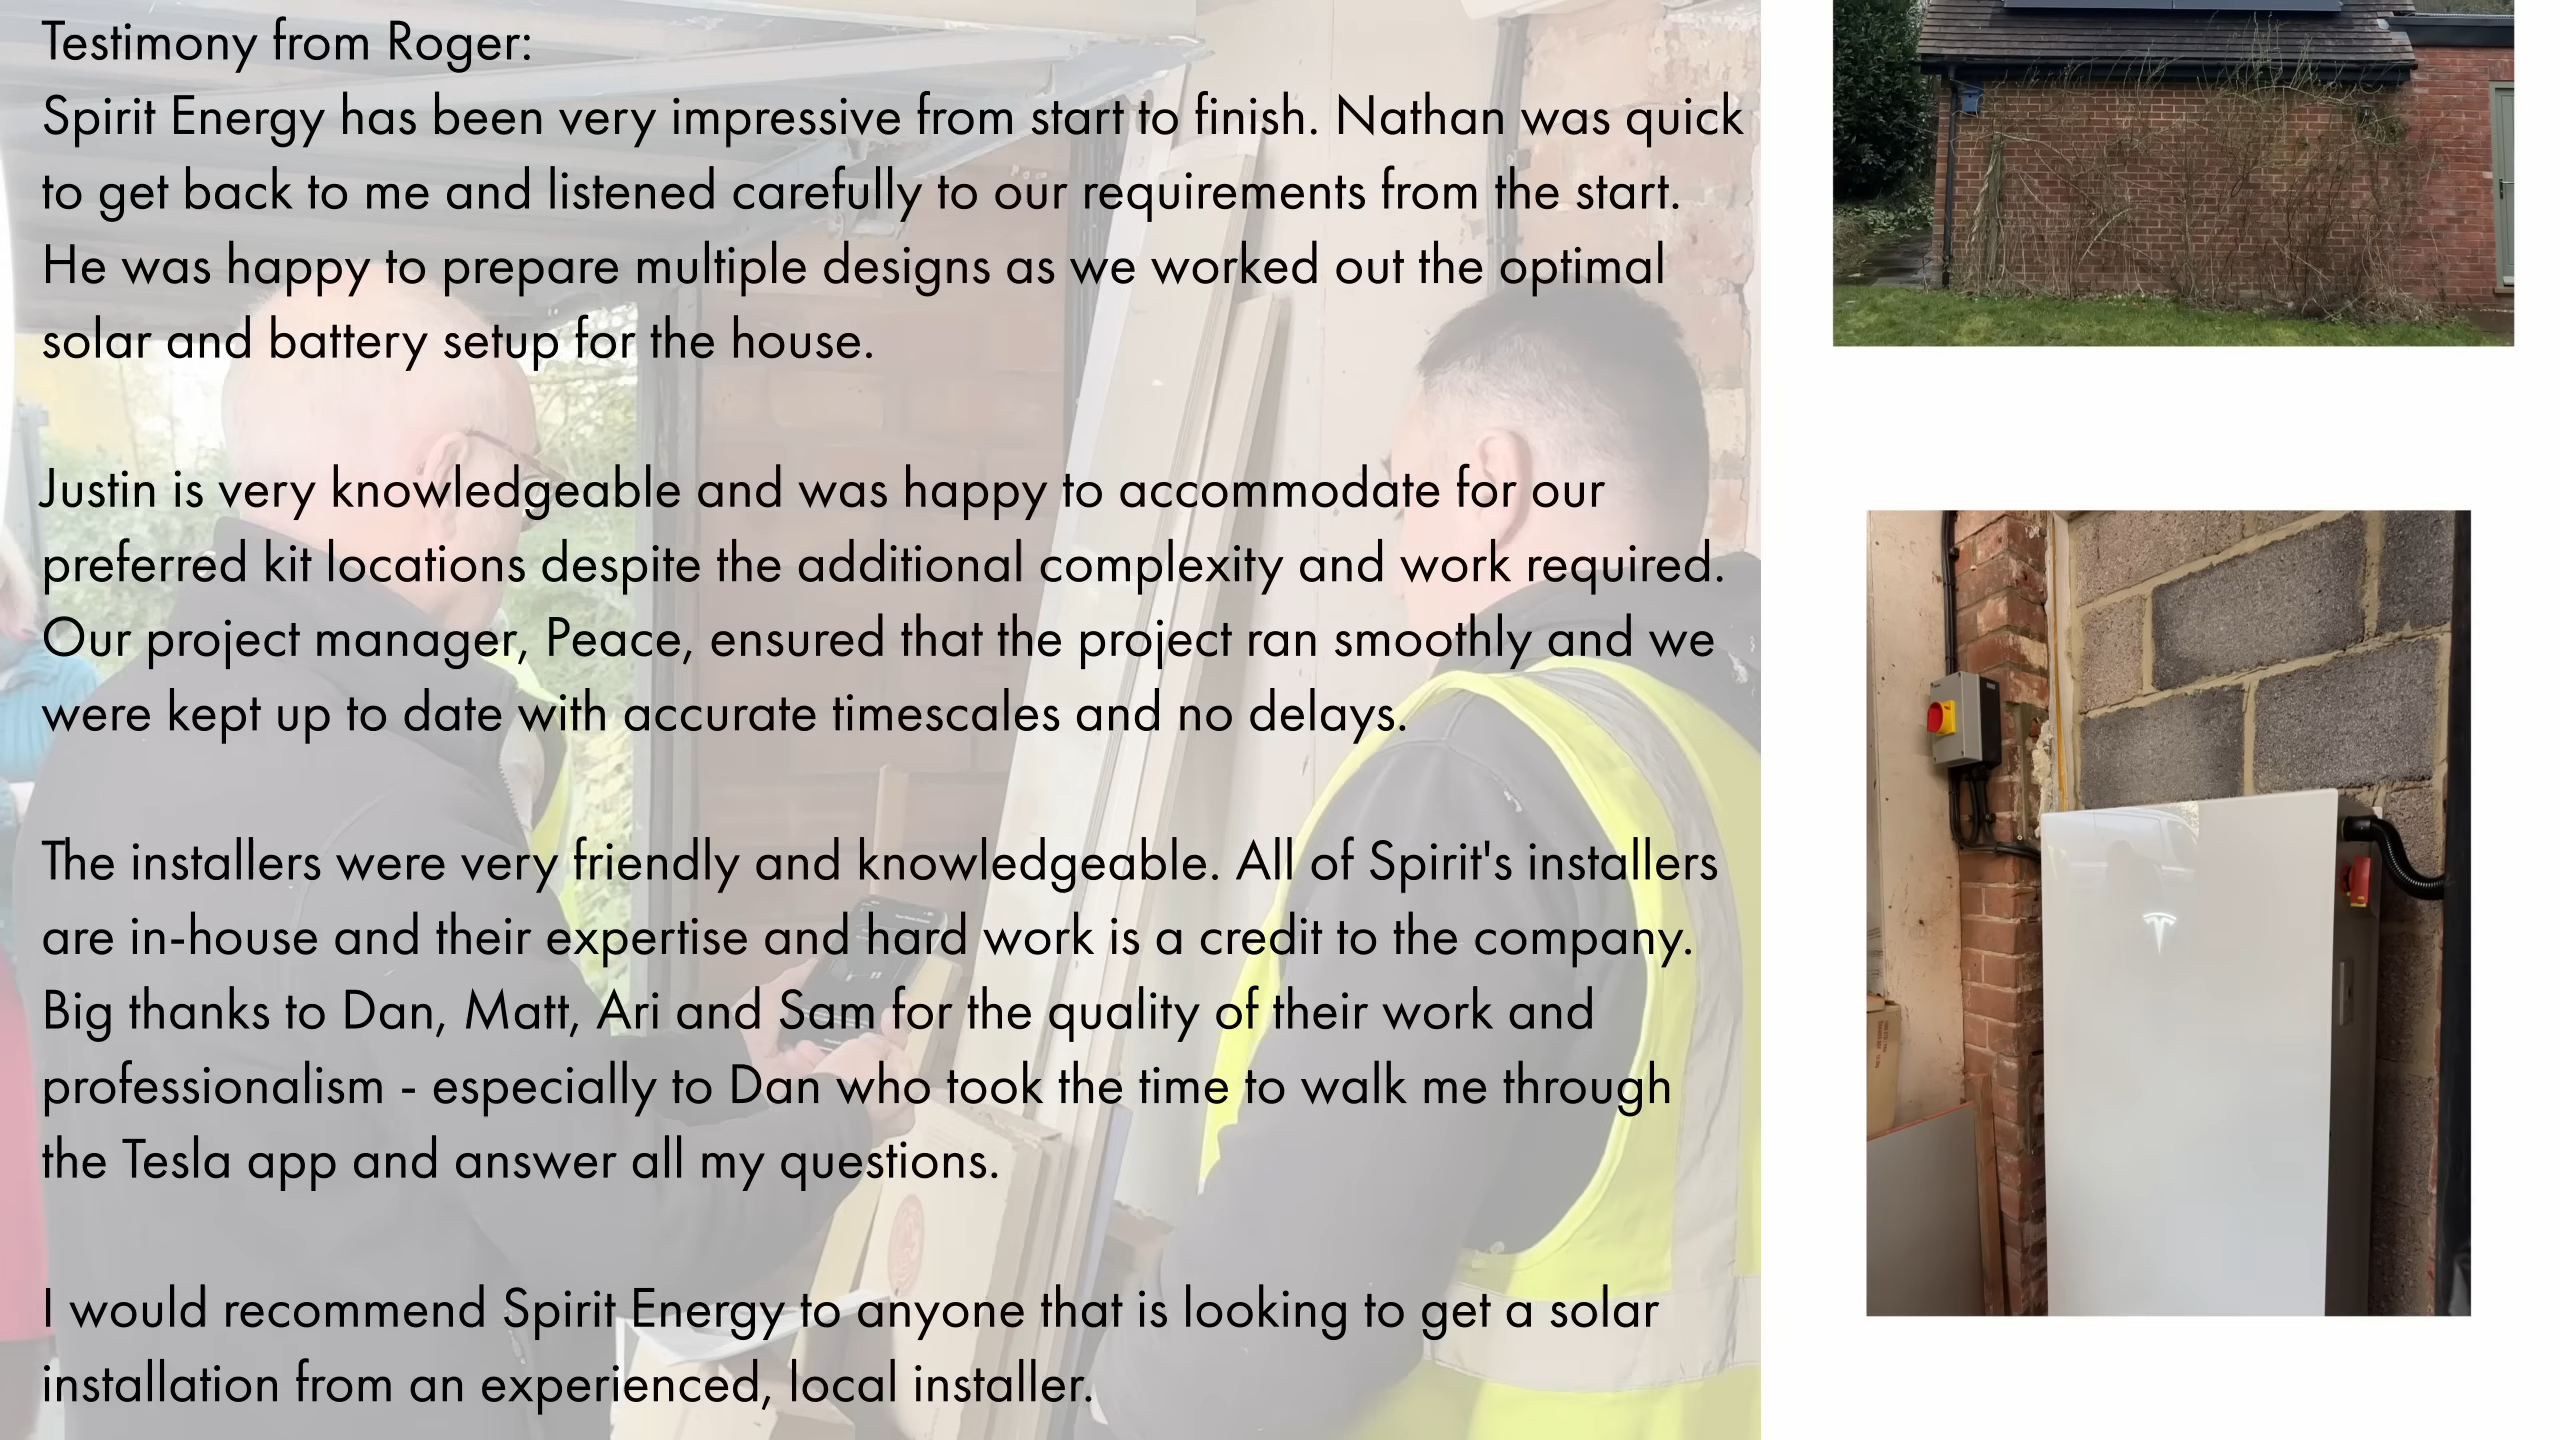 Testimony from Roger:
Spirit Energy has been very impressive from start to finish. Nathan was quick
to get back to me and listened carefully to our requirements from the start.
He was happy to prepare multiple designs as we worked out the optimal
solar and battery setup for the house.
Justin is very knowledgeable and was happy to accommodate for our
preferred kit locations despite the additional complexity and work required.
Our project manager, Peace, ensured that the project ran smoothly and we
were kept up to date with accurate timescales and no delays.
The installers were very friendly and knowledgeable. All of Spirit's installers
are in-house and their expertise and hard work is a credit to the company.
Big thanks to Dan, Matt, Ari and Sam for the quality of their work and
professionalism - especially to Dan who took the time to walk me through
the Tesla app and answer all my questions.
I would recommend Spirit Energy to anyone that is looking to get a solar
installation from an experienced, local installer.